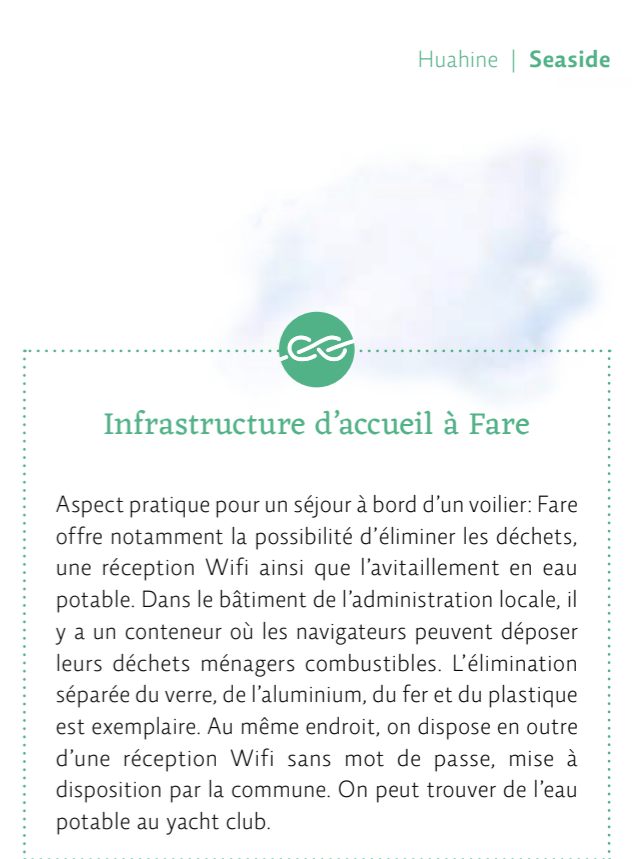 Huahine | Seaside
Infrastructure d’accueil à Fare
Aspect pratique pour un séjour à bord d’un voilier: Fare
offre notamment la possibilité d’éliminer les déchets,
une réception Wifi ainsi que l’avitaillement en eau
potable. Dans le bâtiment de l’administration locale, il
y a un conteneur où les navigateurs peuvent déposer
leurs déchets ménagers combustibles. L’élimination
séparée du verre, de l’aluminium, du fer et du plastique
est exemplaire. Au même endroit, on dispose en outre
d’une réception Wifi sans mot de passe, mise à
disposition par la commune. On peut trouver de l’eau
potable au yacht club.